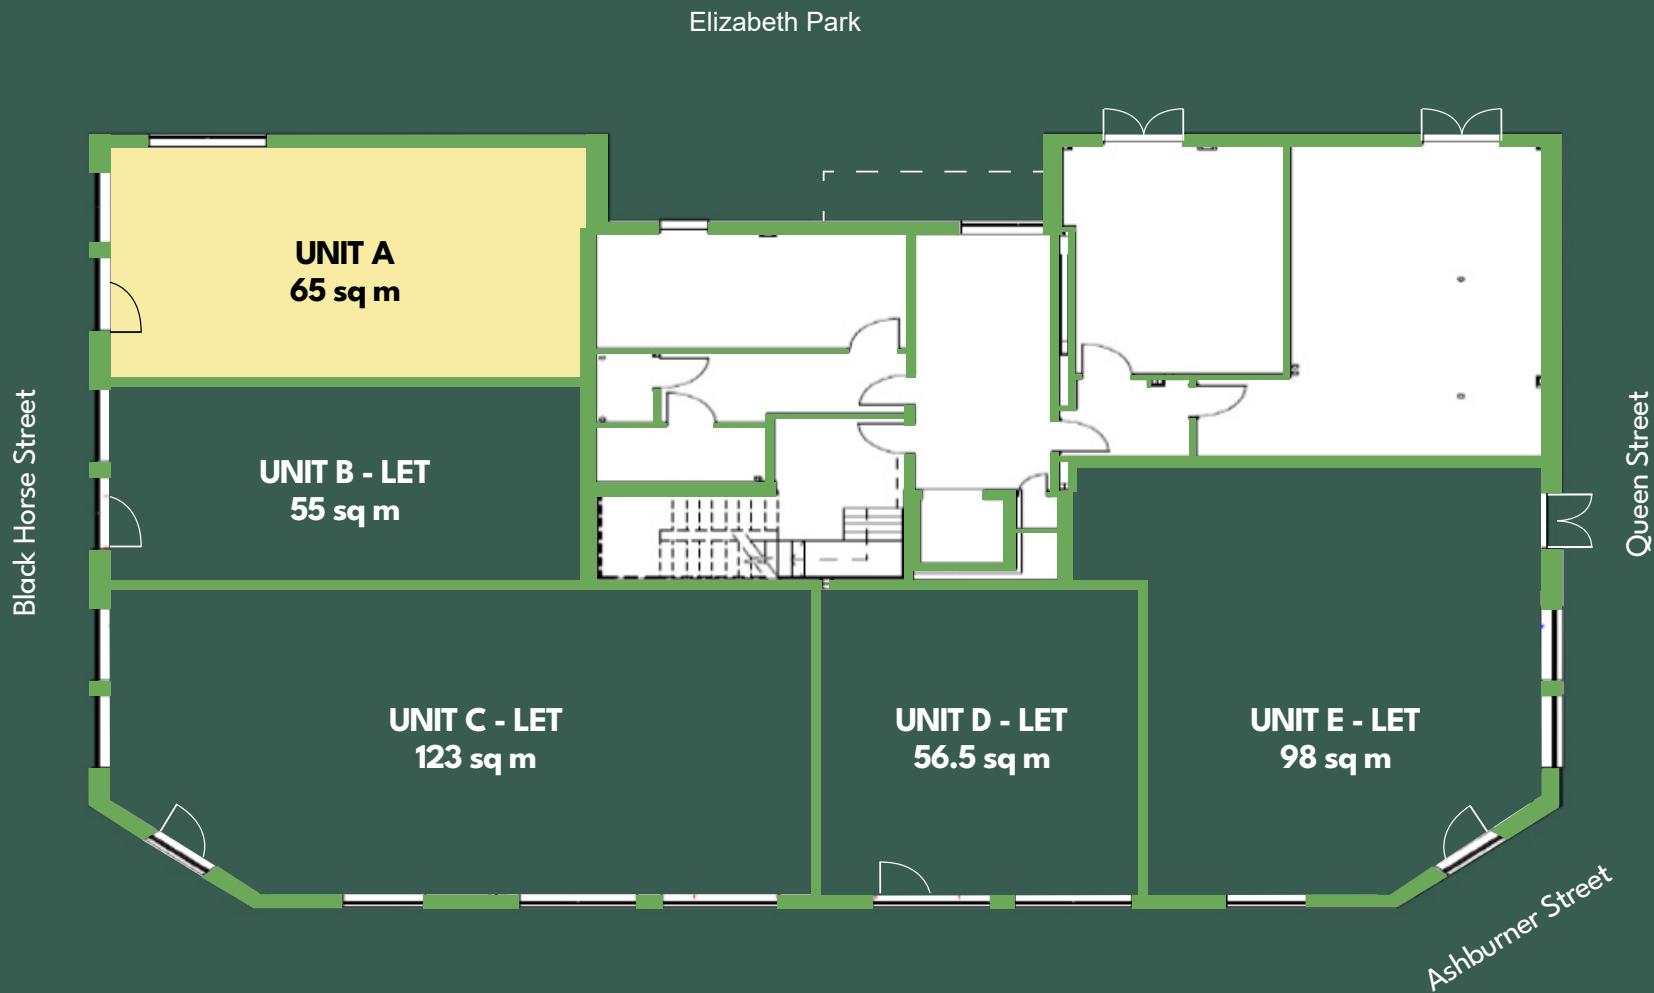 Elizabeth Park
UNIT A
65 sq m
Black Horse Street
UNIT B - LET
55 sq m
Queen Street
UNIT C - LET
123 sq m
UNIT D - LET
56.5 sq m
UNIT E - LET
98 sq m
Ashburner Street